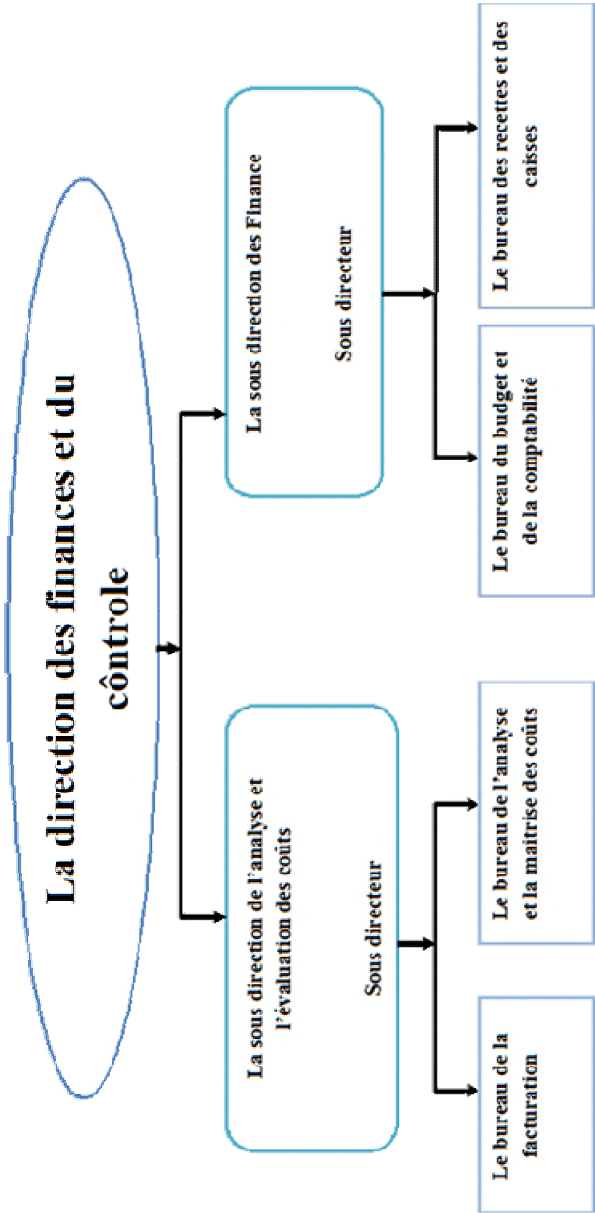 La direction des finances et du
côntrole
La sous direction de l'analyse et
l'évaluation des coûts
Sous directeur
La sous direction des Finance
Sous directeur
Le bureau de la
facturation
Le bureau de l'analyse
et la maitrise des coûts
Le bureau du budget et
de la comptabilité
Le bureau des recettes et des
caisses